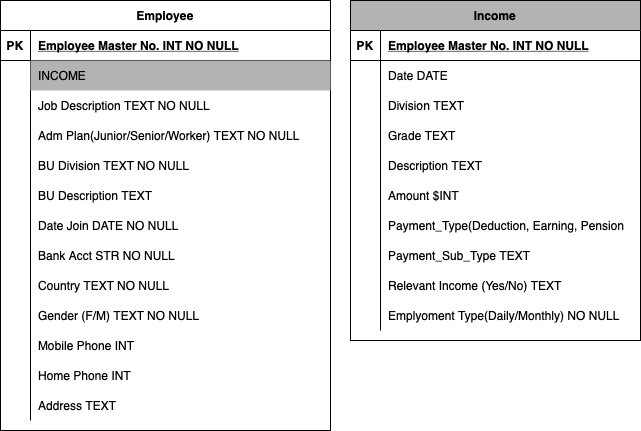 Employee
PK Employee Master No. INT NO NULL
INCOME
Job Description TEXT NO NULL
Adm Plan(Junior/Senior/Worker) TEXT NO NULL
BU Division TEXT NO NULL
BU Description TEXT
Date Join DATE NO NULL
Bank Acct STR NO NULL
Country TEXT NO NULL
Gender (F/M) TEXT NO NULL
Mobile Phone INT
Home Phone INT
Address TEXT
Income
PK Employee Master No. INT NO NULL
Date DATE
Division TEXT
Grade TEXT
Description TEXT
Amount $INT
Payment_Type(Deduction, Earning, Pension
Payment_Sub_Type TEXT
Relevant Income (Yes/No) TEXT
Emplyoment Type(Daily/Monthly) NO NULL